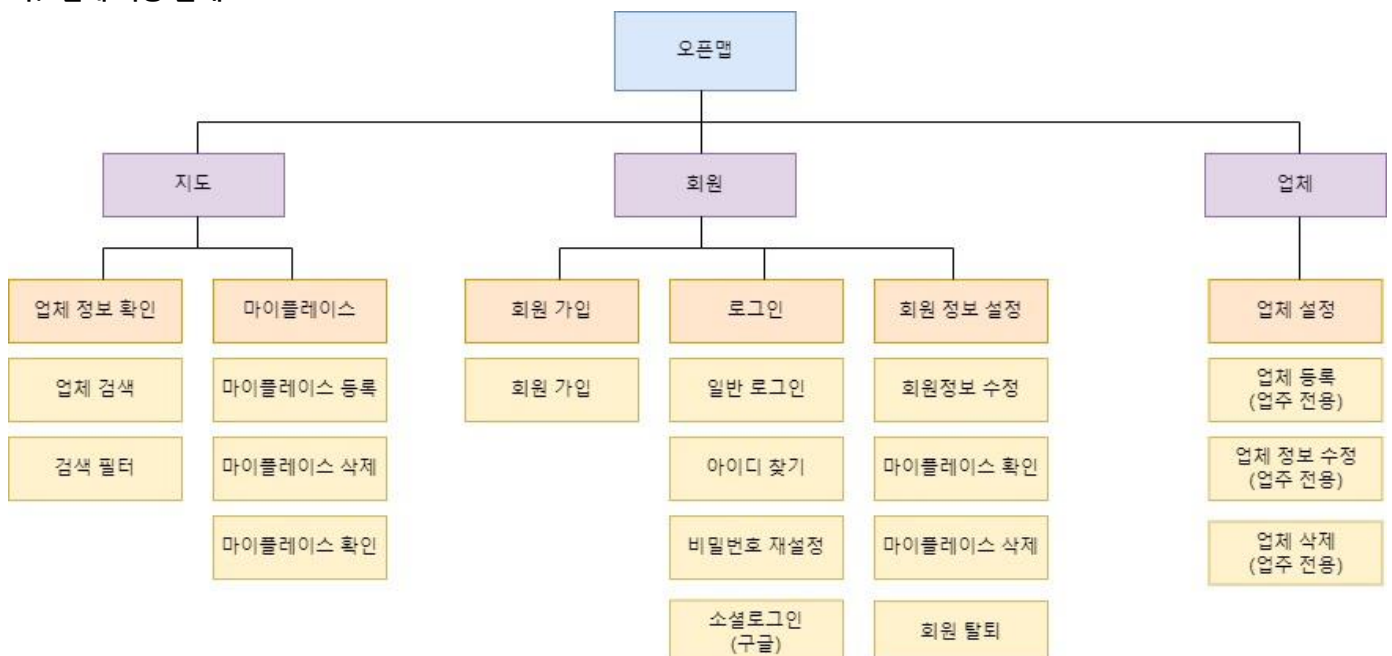 오픈맵
지도
회원
업체
업체 정보 확인
마이플레이스
회원 가입
로그인
회원 정보 설정
업체 설정
업체 검색
마이플레이스 등록
회원 가입
일반 로그인
회원정보 수정
업체 등록
(업주 전용)
검색 필터
마이플레이스 삭제
아이디 찾기
마이플레이스 확인
업체 정보 수정
(업주 전용)
마이플레이스 확인
비밀번호 재설정
마이플레이스 삭제
업체 삭제
(업주 전용)
소셜로그인
(구글)
회원 탈퇴